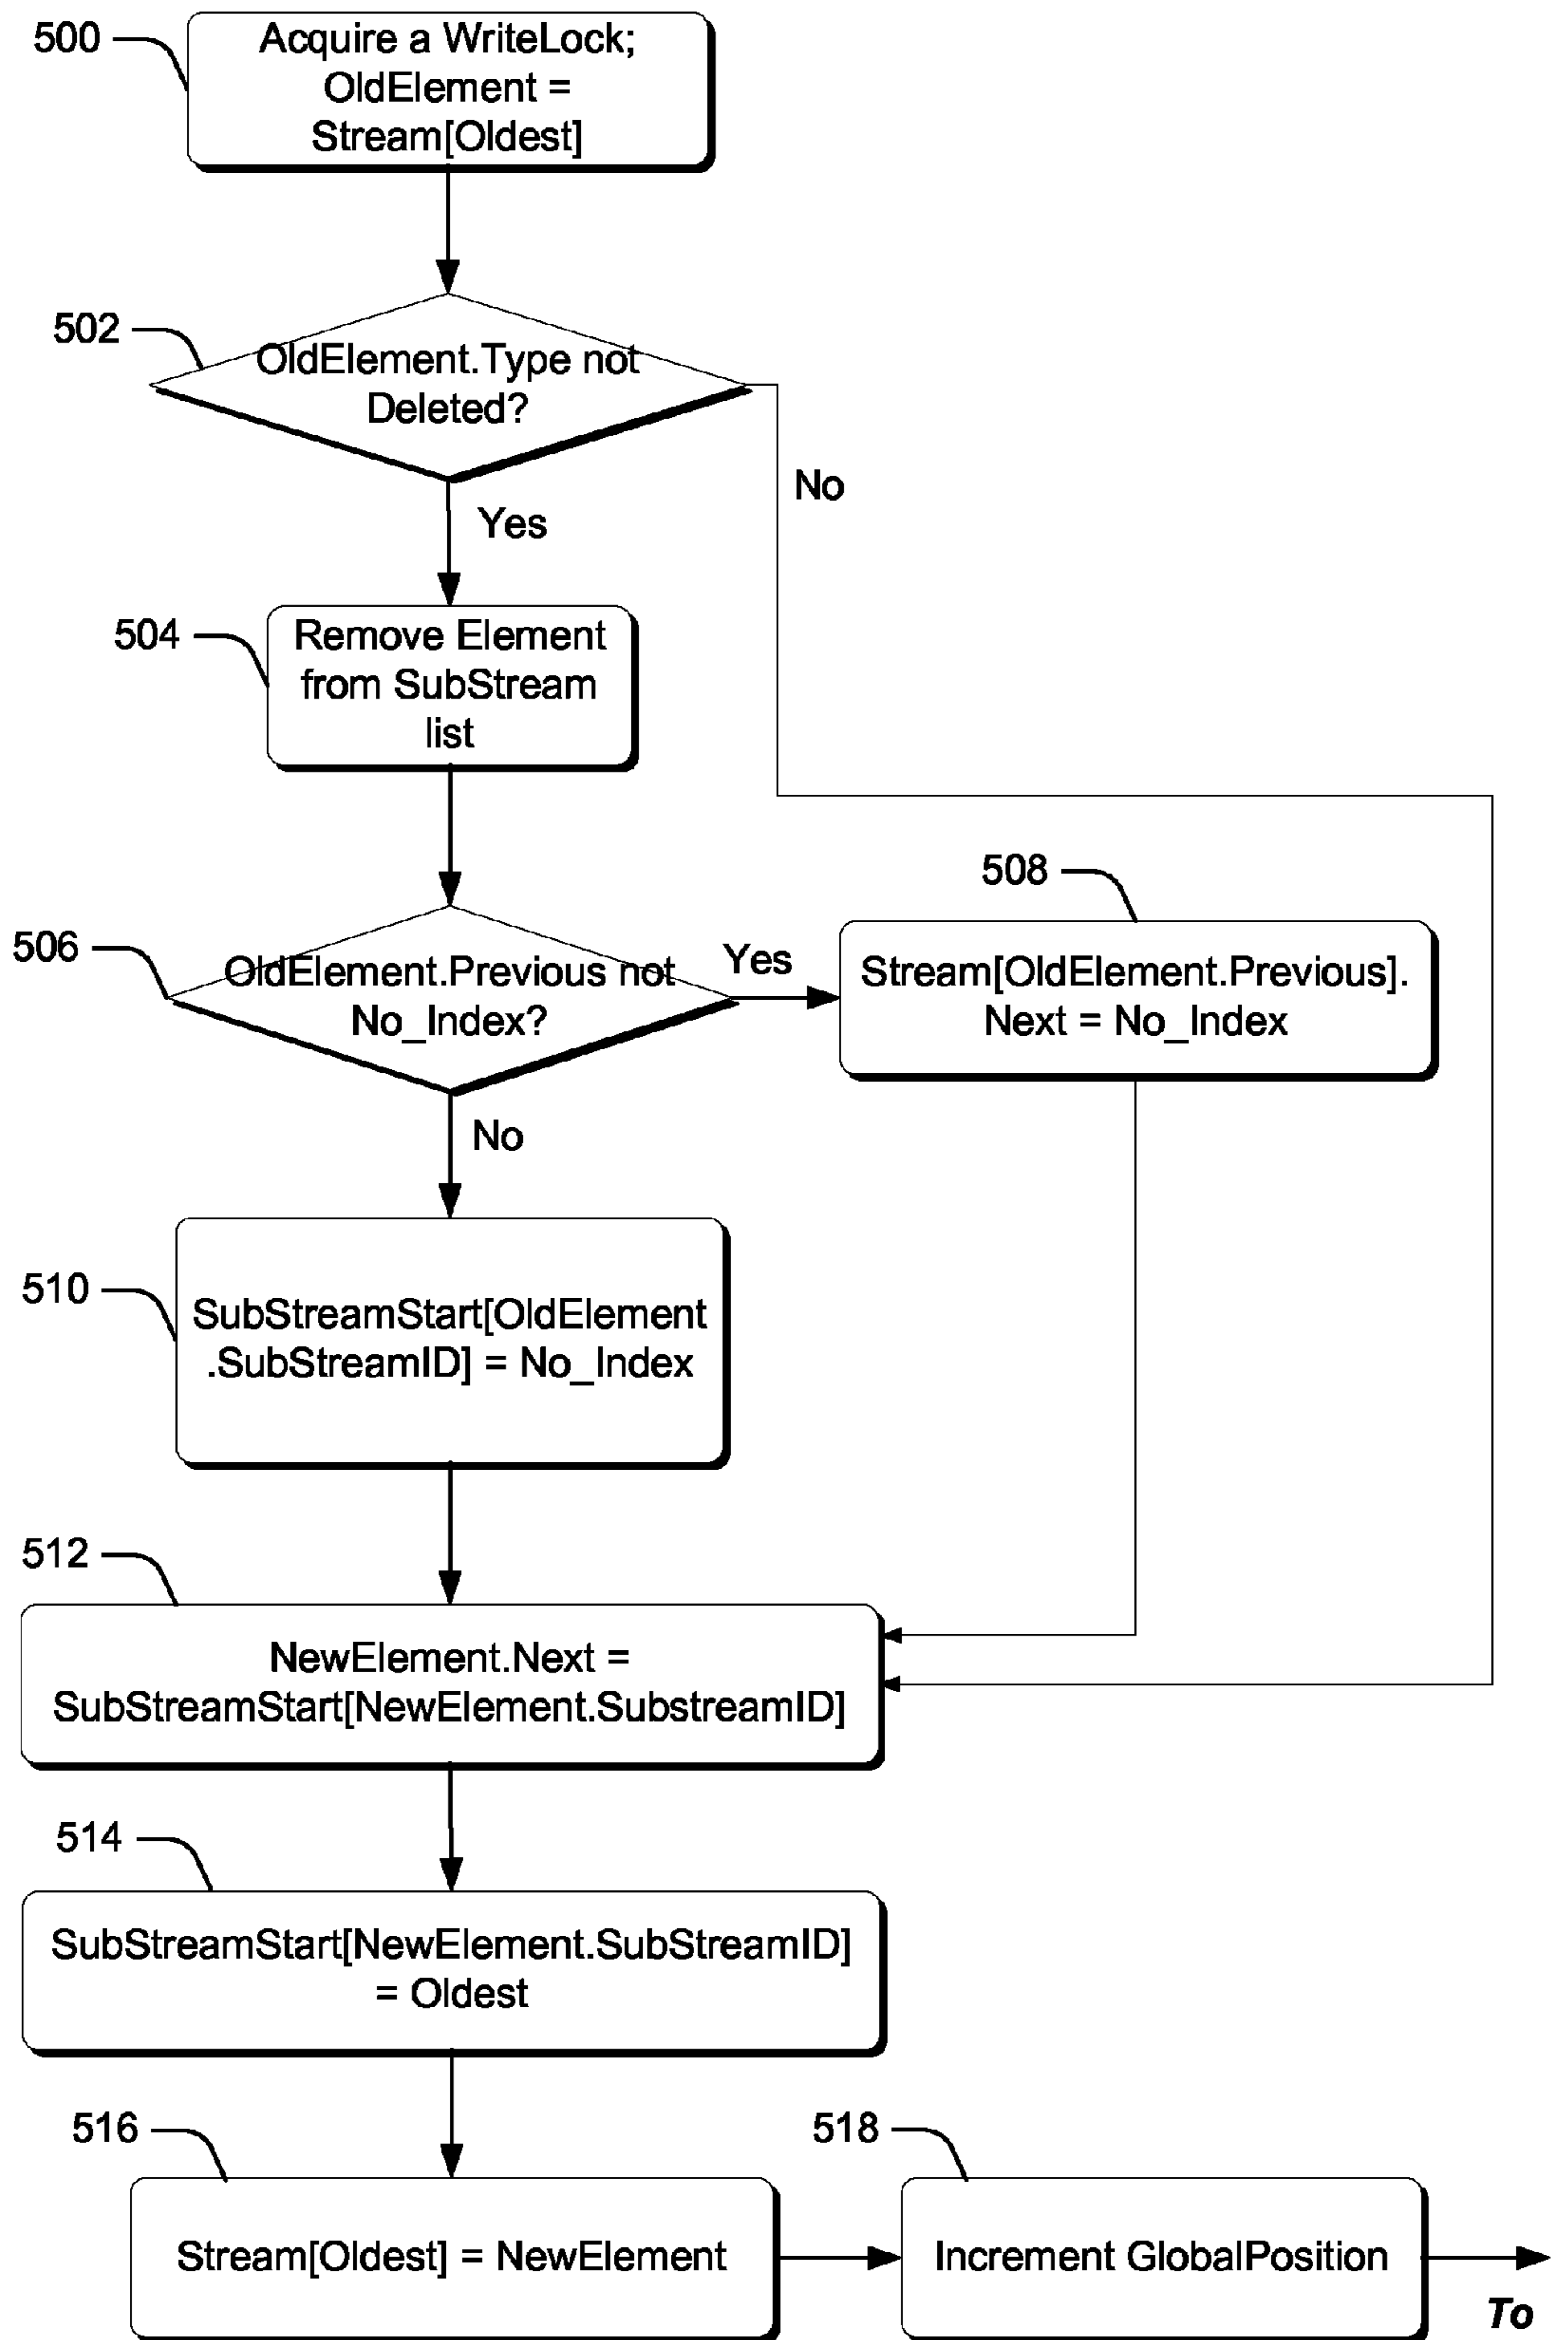 500
Acquire a WriteLock;
OldElement =
Stream[Oldest]
502
OldElement.Type not
Deleted?
No
Yes
504
Remove Element
from SubStream
list
508
506
OldElement.Previous not
No_Index?
Yes
Stream[OldElement.Previous].
Next = No_Index
No
510
SubStreamStart[OldElement
.SubStreamID] = No_Index
512
NewElement.Next =
SubStreamStart[NewElement.SubstreamID]
514
SubStreamStart[NewElement.SubStreamID]
= Oldest
516
518
Stream[Oldest] = NewElement
Increment GlobalPosition
To